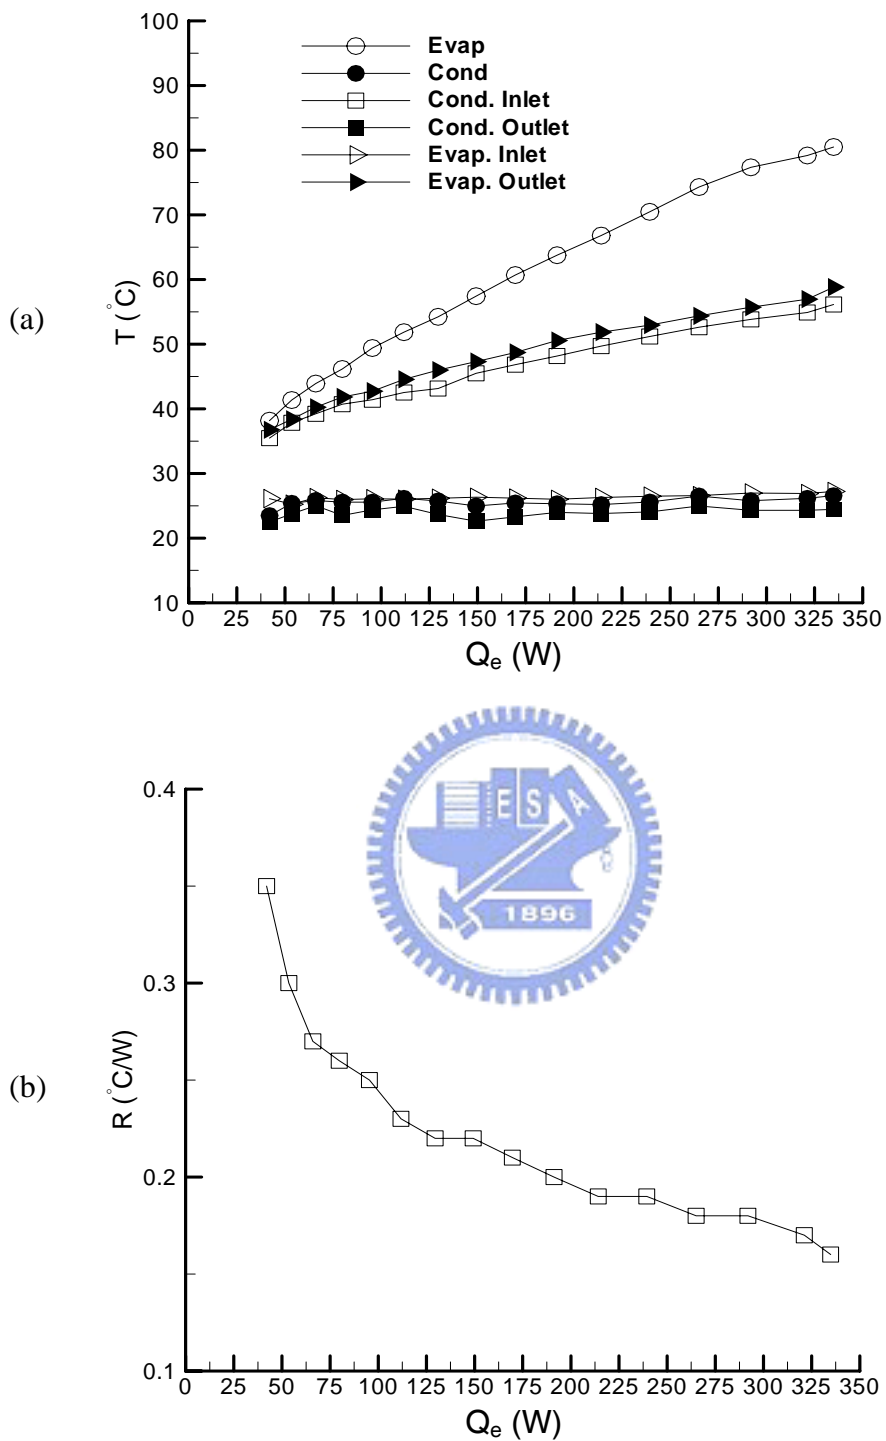 (a)
T (°C)
100
90
80
70
60
50
40
30
20
10
Evap
Cond
Cond. Inlet
Cond. Outlet
Evap. Inlet
Evap. Outlet
0 25 50 75 100 125 150 175 200 225 250 275 300 325 350
Qe (W)
ES A
1896
(b)
R (°C/W)
0.4
0.3
0.2
0.1
0 25 50 75 100 125 150 175 200 225 250 275 300 325 350
Qe (W)